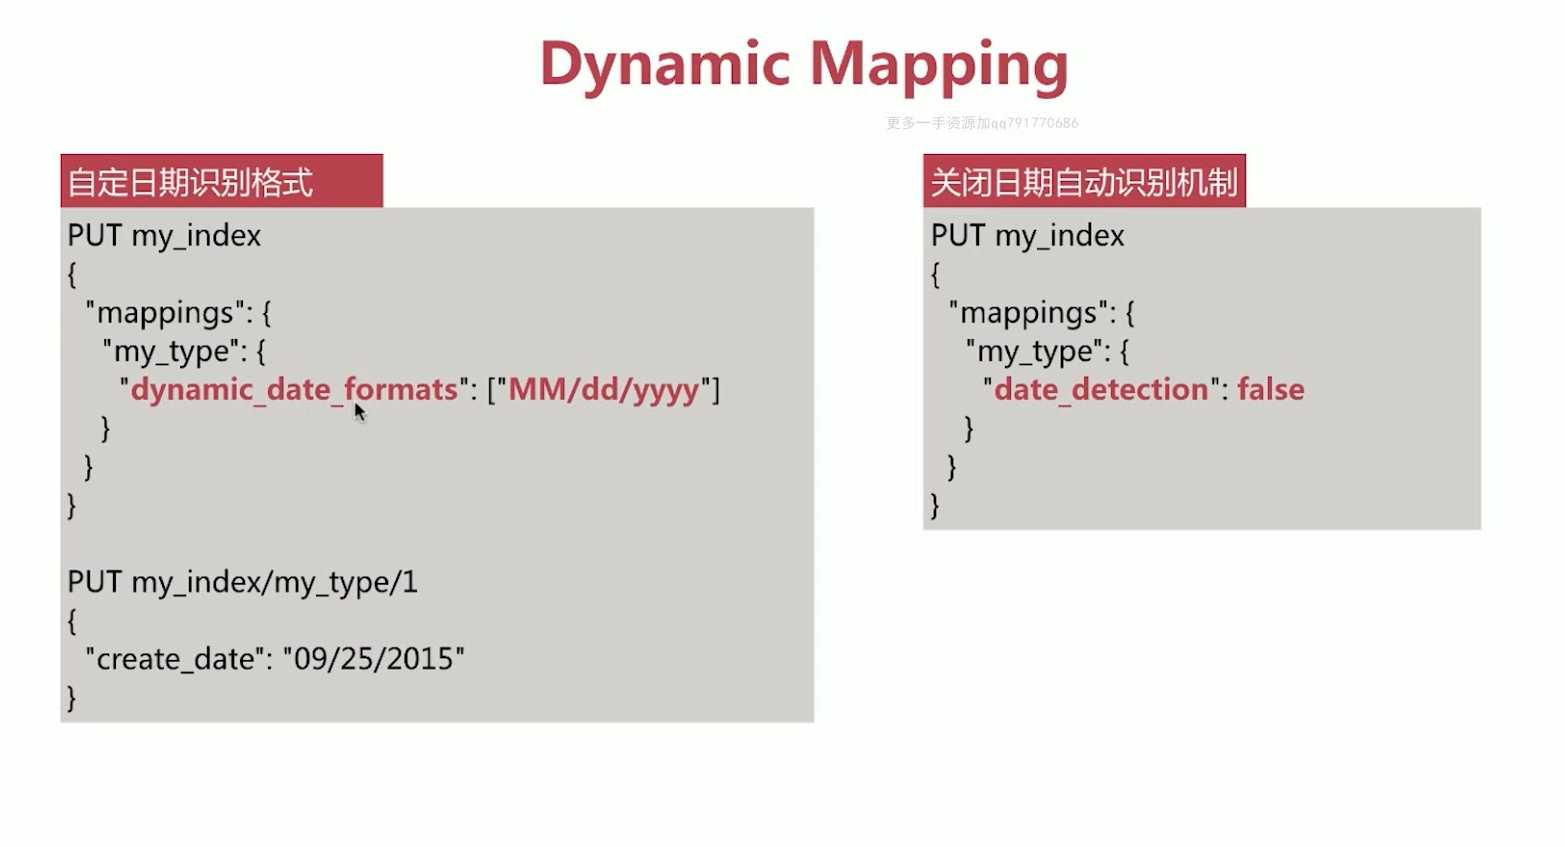 Dynamic Mapping
更多一手资源加qq791770686
自定日期识别格式
PUT my_index
{
"mappings": {
"my_type": {
"dynamic_date_formats": ["MM/dd/yyyy"]
}
}
}
PUT my_index/my_type/1
{
"create_date": "09/25/2015"
}
关闭日期自动识别机制
PUT my_index
{
"mappings": {
"my_type": {
"date_detection": false
}
}
}